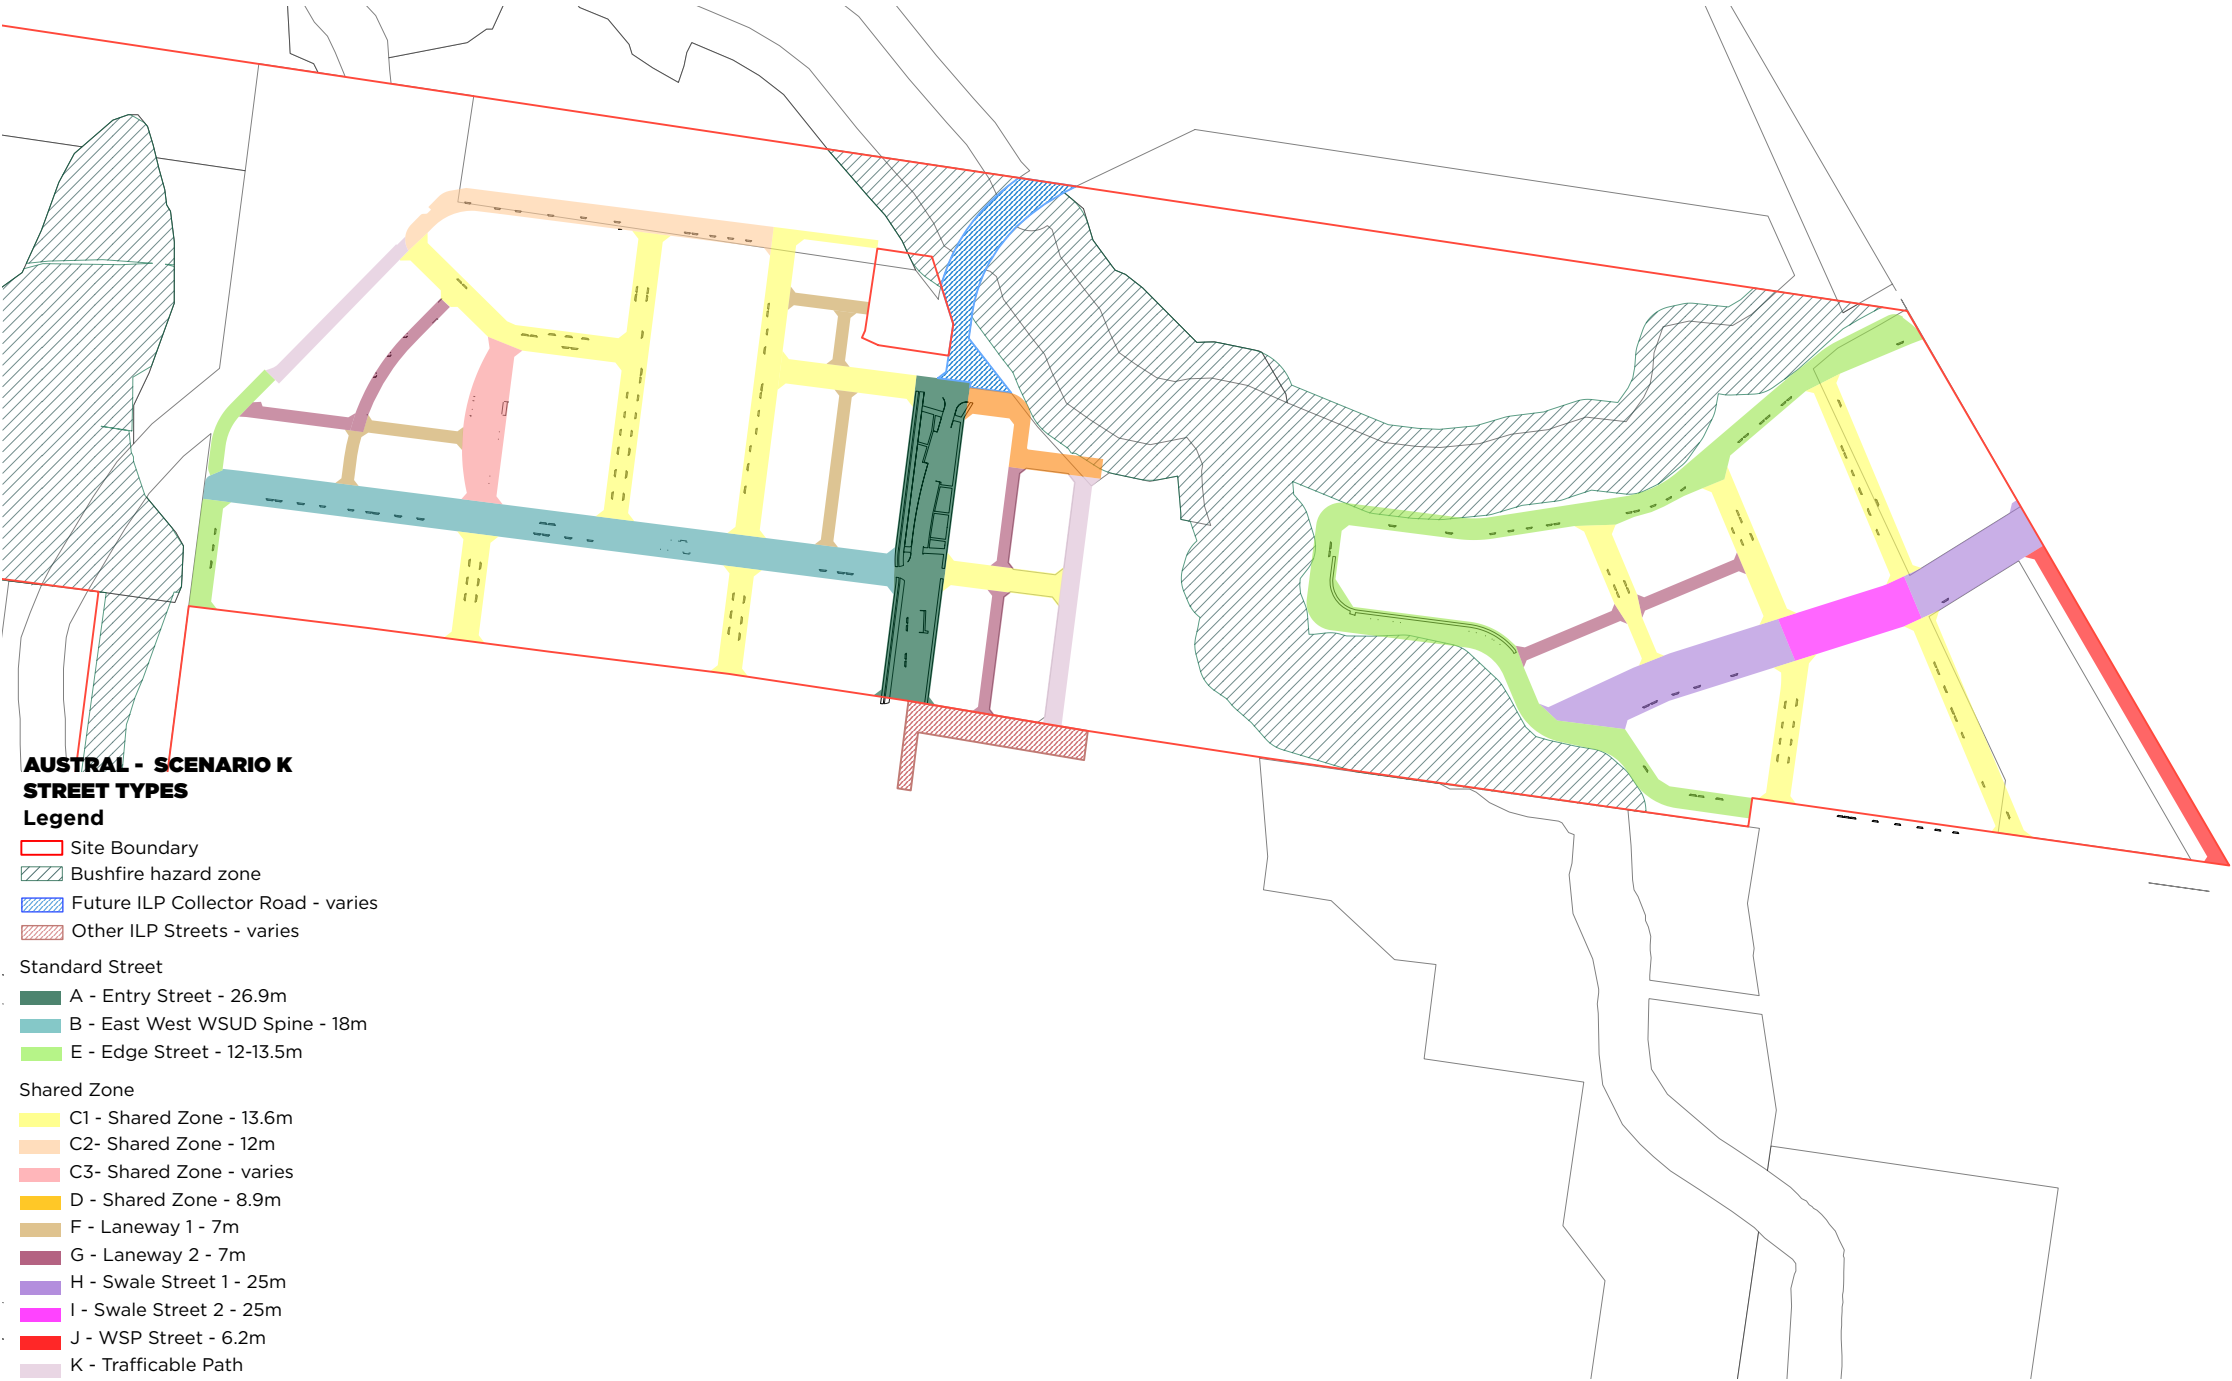 AUSTRAL - SCENARIO K
STREET TYPES
Legend
Site Boundary
Bushfire hazard zone
Future ILP Collector Road - varies
Other ILP Streets - varies
Standard Street
A - Entry Street - 26.9m
B - East West WSUD Spine - 18m
E - Edge Street - 12-13.5m
Shared Zone
C1 - Shared Zone - 13.6m
C2- Shared Zone - 12m
C3- Shared Zone - varies
D - Shared Zone - 8.9m
F - Laneway 1 - 7m
G - Laneway 2 - 7m
H - Swale Street 1 - 25m
I - Swale Street 2 - 25m
J - WSP Street - 6.2m
K - Trafficable Path